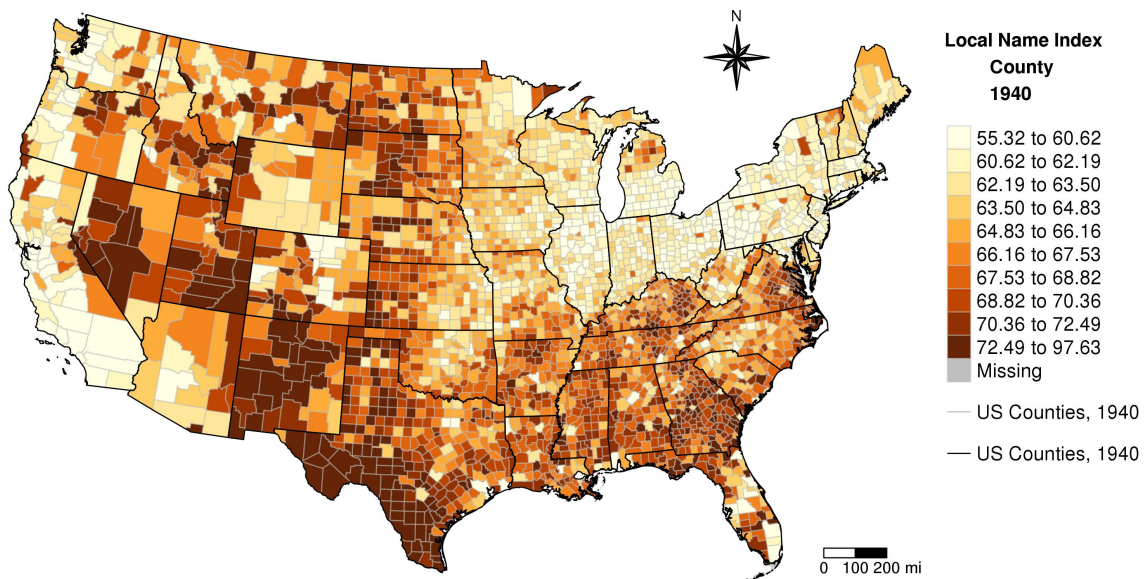 N
Local Name Index
County
1940
55.32 to 60.62
60.62 to 62.19
62.19 to 63.50
63.50 to 64.83
64.83 to 66.16
66.16 to 67.53
67.53 to 68.82
68.82 to 70.36
70.36 to 72.49
72.49 to 97.63
Missing
US Counties, 1940
US Counties, 1940
0 100 200 mi